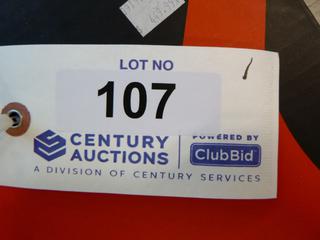 LOT NO
107
CENTURY
AUCTIONS
POWERED BY
ClubBid
A DIVISION OF CENTURY SERVICES